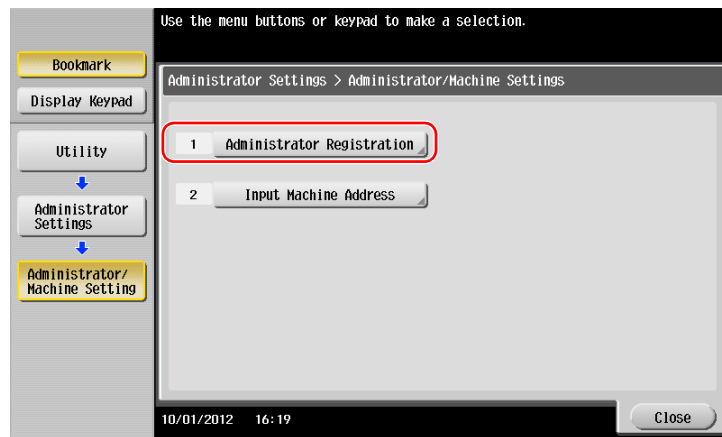 Use the menu buttons or keypad to make a selection.
Bookmark
Display Keypad
Utility
Administrator
Settings
Administrator/
Machine Setting
Administrator Settings > Administrator/Machine Settings
1 Administrator Registration
2 Input Machine Address
10/01/2012 16:19
Close